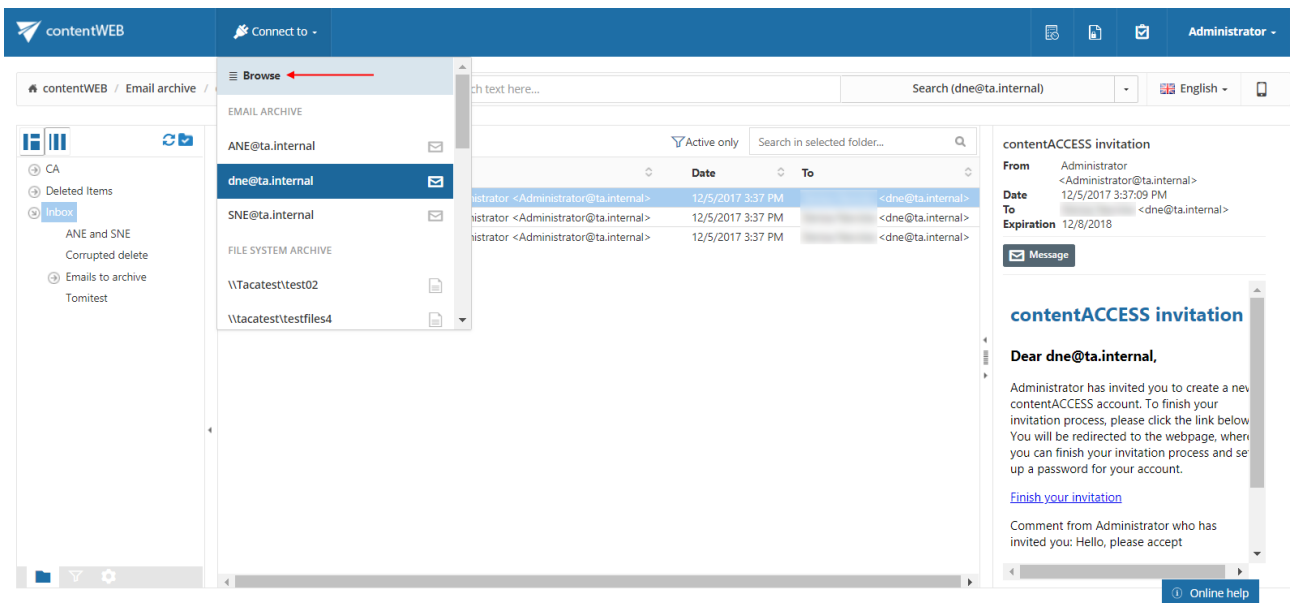 contentWEB
Connect to
Administrator
Browse
contentWEB / Email archive /
ch text here...
Search (dne@ta.internal)
English
EMAIL ARCHIVE
ANE@ta.internal
dne@ta.internal
SNE@ta.internal
FILE SYSTEM ARCHIVE
\\Tacatest\test02
\\tacatest\testfiles4
CA
Deleted Items
Inbox
ANE and SNE
Corrupted delete
Emails to archive
Tomitest
Active only
Search in selected folder...
Date To
istrator <Administrator@ta.internal> 12/5/2017 3:37 PM <dne@ta.internal>
istrator <Administrator@ta.internal> 12/5/2017 3:37 PM <dne@ta.internal>
istrator <Administrator@ta.internal> 12/5/2017 3:37 PM <dne@ta.internal>
contentACCESS invitation
From Administrator
<Administrator@ta.internal>
Date 12/5/2017 3:37:09 PM
To <dne@ta.internal>
Expiration 12/8/2018
Message
contentACCESS invitation
Dear dne@ta.internal,
Administrator has invited you to create a new
contentACCESS account. To finish your
invitation process, please click the link below
You will be redirected to the webpage, where
you can finish your invitation process and se
up a password for your account.
Finish your invitation
Comment from Administrator who has
invited you: Hello, please accept
Online help